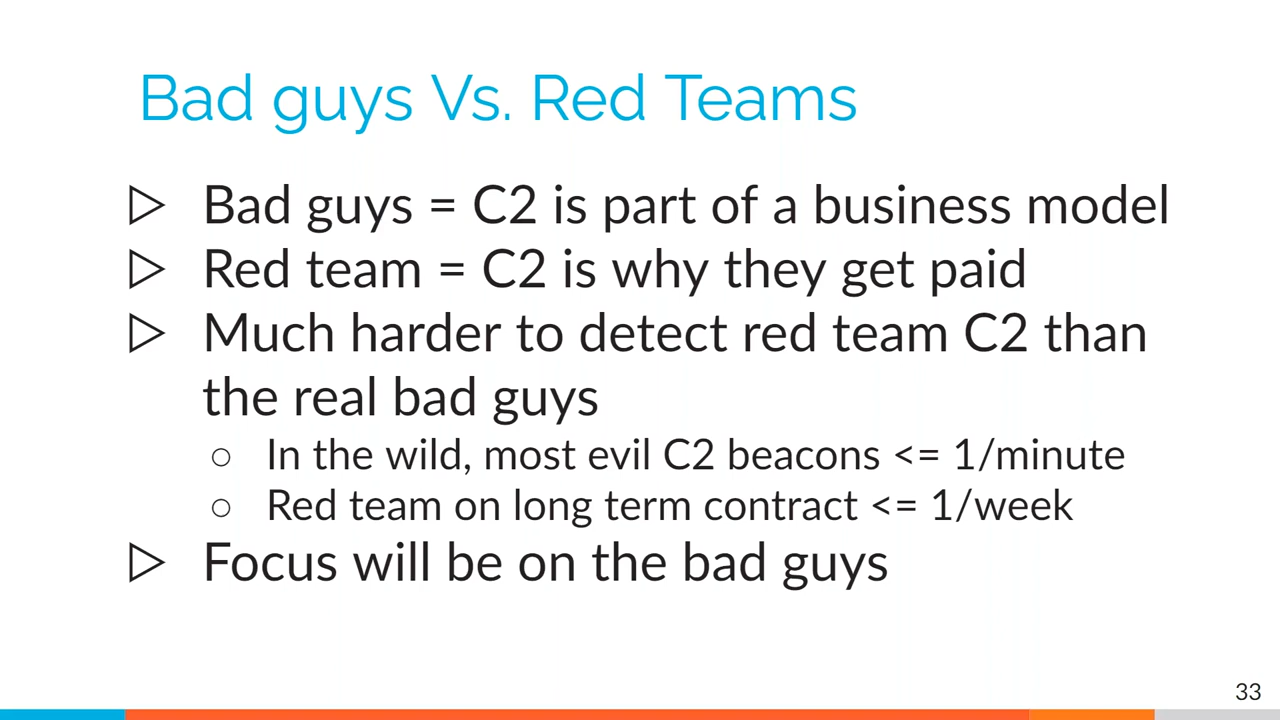 Bad guys Vs. Red Teams
▷ Bad guys = C2 is part of a business model
▷ Red team = C2 is why they get paid
▷ Much harder to detect red team C2 than
the real bad guys
○ In the wild, most evil C2 beacons <= 1/minute
○ Red team on long term contract <= 1/week
▷ Focus will be on the bad guys
33